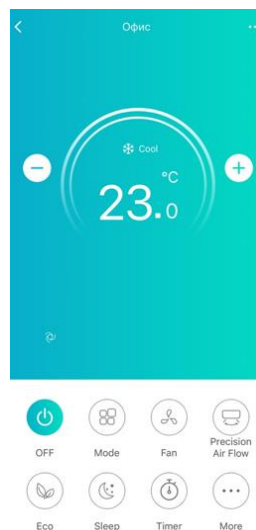 Офис
Cool
°C
23.0
OFF
Mode
Fan
Precision
Air Flow
Eco
Sleep
Timer
More